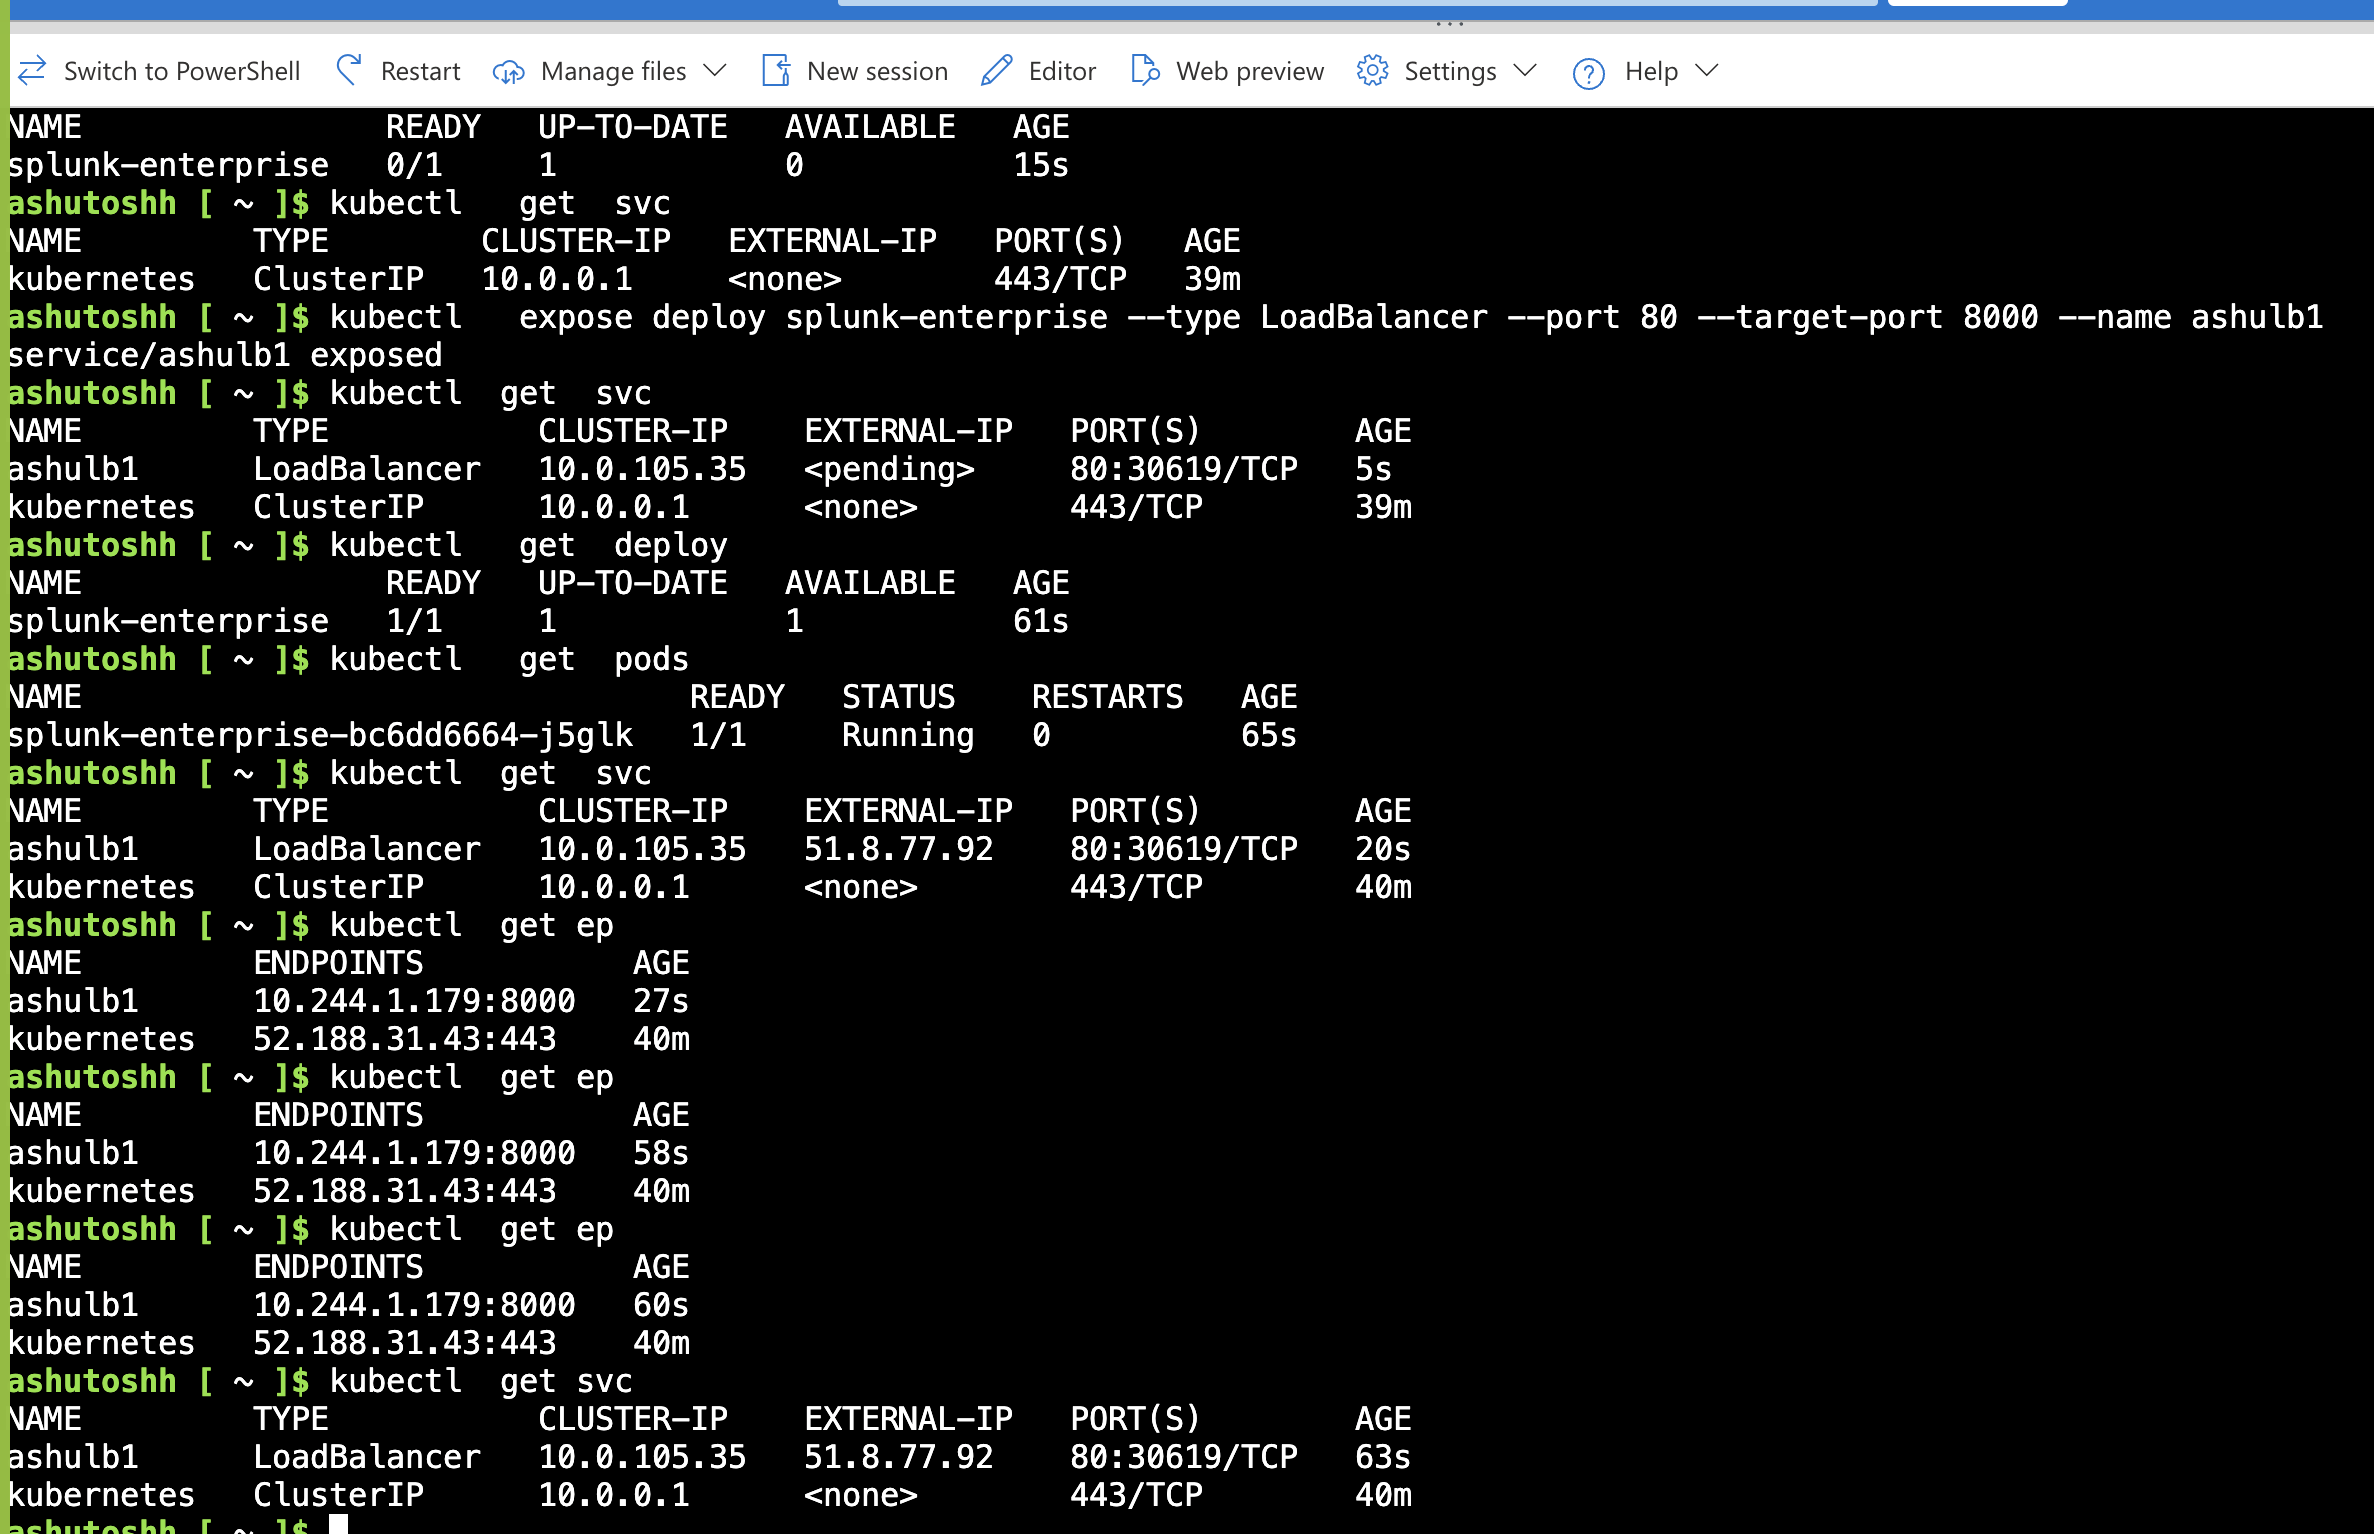 Switch to PowerShell Restart Manage files New session Editor Web preview Settings Help
NAME READY UP-TO-DATE AVAILABLE AGE
splunk-enterprise 0/1 1 0 15s
ashutoshh [ ~ ]$ kubectl get svc
NAME TYPE CLUSTER-IP EXTERNAL-IP PORT(S) AGE
kubernetes ClusterIP 10.0.0.1 <none> 443/TCP 39m
ashutoshh [ ~ ]$ kubectl expose deploy splunk-enterprise --type LoadBalancer --port 80 --target-port 8000 --name ashulb1
service/ashulb1 exposed
ashutoshh [ ~ ]$ kubectl get svc
NAME TYPE CLUSTER-IP EXTERNAL-IP PORT(S) AGE
ashulb1 LoadBalancer 10.0.105.35 <pending> 80:30619/TCP 5s
kubernetes ClusterIP 10.0.0.1 <none> 443/TCP 39m
ashutoshh [ ~ ]$ kubectl get deploy
NAME READY UP-TO-DATE AVAILABLE AGE
splunk-enterprise 1/1 1 1 61s
ashutoshh [ ~ ]$ kubectl get pods
NAME READY STATUS RESTARTS AGE
splunk-enterprise-bc6dd6664-j5glk 1/1 Running 0 65s
ashutoshh [ ~ ]$ kubectl get svc
NAME TYPE CLUSTER-IP EXTERNAL-IP PORT(S) AGE
ashulb1 LoadBalancer 10.0.105.35 51.8.77.92 80:30619/TCP 20s
kubernetes ClusterIP 10.0.0.1 <none> 443/TCP 40m
ashutoshh [ ~ ]$ kubectl get ep
NAME ENDPOINTS AGE
ashulb1 10.244.1.179:8000 27s
kubernetes 52.188.31.43:443 40m
ashutoshh [ ~ ]$ kubectl get ep
NAME ENDPOINTS AGE
ashulb1 10.244.1.179:8000 58s
kubernetes 52.188.31.43:443 40m
ashutoshh [ ~ ]$ kubectl get ep
NAME ENDPOINTS AGE
ashulb1 10.244.1.179:8000 60s
kubernetes 52.188.31.43:443 40m
ashutoshh [ ~ ]$ kubectl get svc
NAME TYPE CLUSTER-IP EXTERNAL-IP PORT(S) AGE
ashulb1 LoadBalancer 10.0.105.35 51.8.77.92 80:30619/TCP 63s
kubernetes ClusterIP 10.0.0.1 <none> 443/TCP 40m
ashutoshh [ ~ ]$